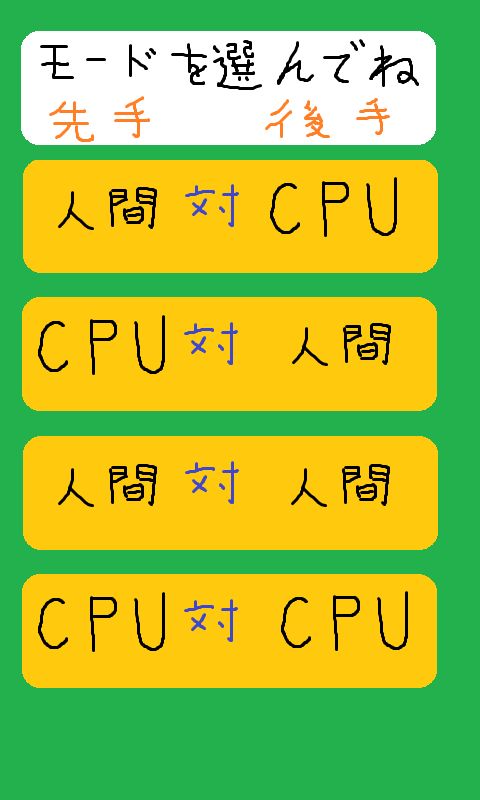 モードを選んでね
先手 後手
人間 対 CPU
CPU 対 人間
人間 対 人間
CPU 対 CPU